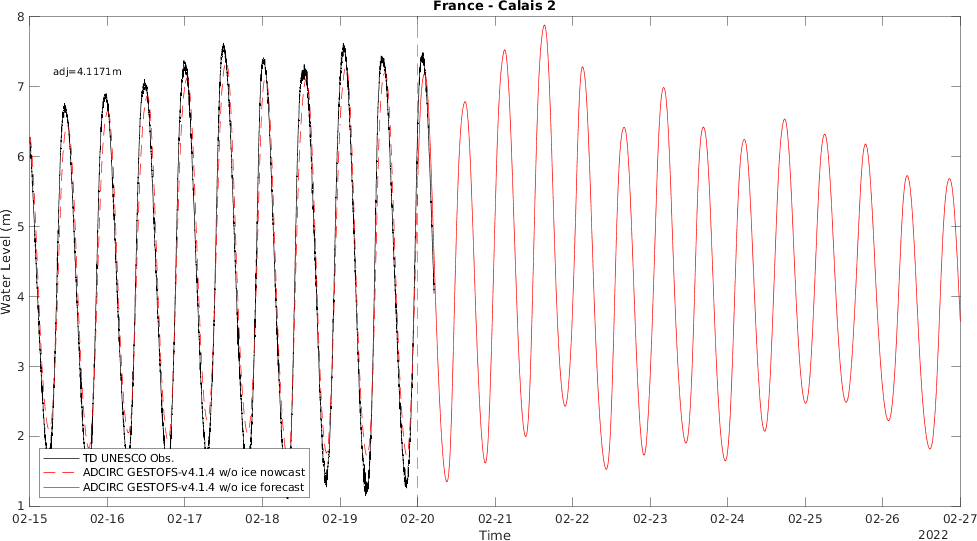 France - Calais 2
8
7
6
5
4
3
2
1
Water Level (m)
adj=4.1171m
TD UNESCO Obs.
ADCIRC GESTOFS-v4.1.4 w/o ice nowcast
ADCIRC GESTOFS-v4.1.4 w/o ice forecast
02-15 02-16 02-17 02-18 02-19 02-20 02-21 02-22 02-23 02-24 02-25 02-26 02-27
Time
2022